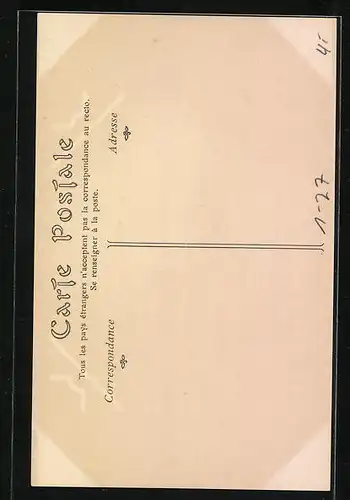 Carte Postale
Tous les pays étrangers n'acceptent pas la correspondance au recto.
Se renseigner à la poste.
Correspondance
Adresse
1-27